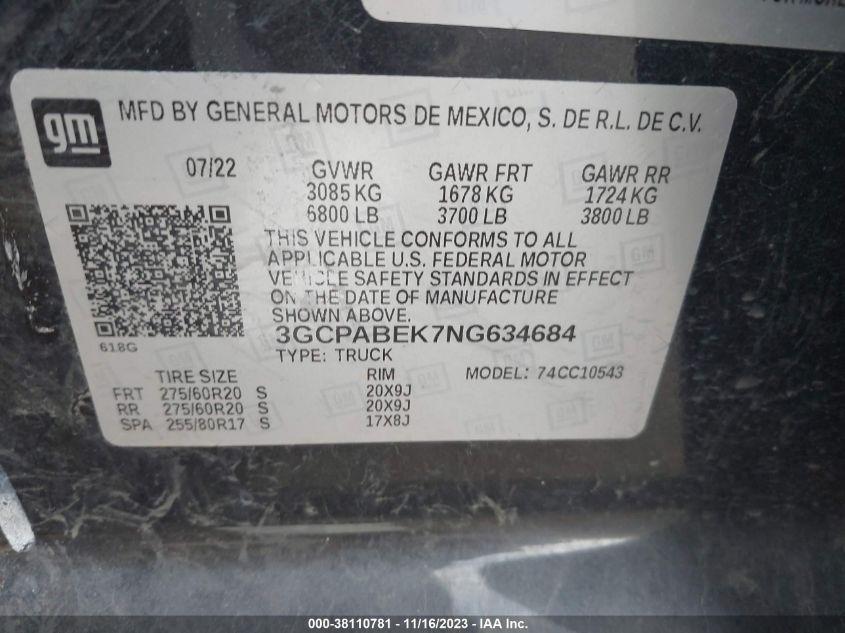 gm
MFD BY GENERAL MOTORS DE MEXICO, S. DE R.L. DE C.V.
07/22 GVWR GAWR FRT GAWR RR
3085 KG 1678 KG 1724 KG
6800 LB 3700 LB 3800 LB
THIS VEHICLE CONFORMS TO ALL
APPLICABLE U.S. FEDERAL MOTOR
VEHICLE SAFETY STANDARDS IN EFFECT
ON THE DATE OF MANUFACTURE
SHOWN ABOVE.
618G
3GCPABEK7NG634684
TYPE: TRUCK
TIRE SIZE RIM MODEL: 74CC10543
FRT 275/60R20 S 20X9J
RR 275/60R20 S 20X9J
SPA 255/80R17 S 17X8J
000-38110781 - 11/16/2023 - IAA Inc.